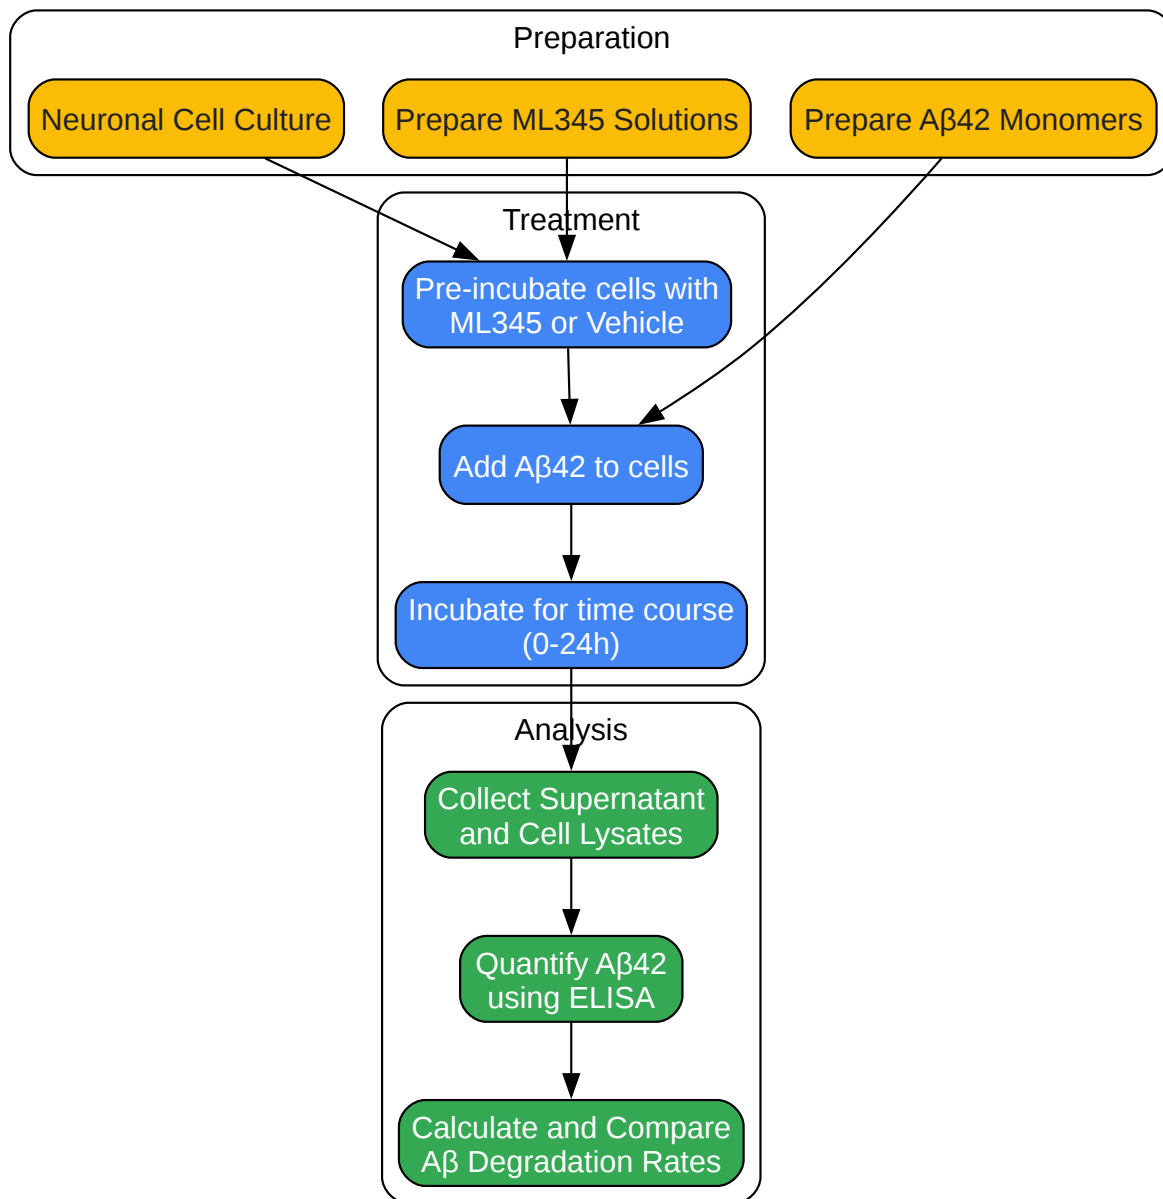 Preparation
Neuronal Cell Culture
Prepare ML345 Solutions
Prepare Aβ42 Monomers
Treatment
Pre-incubate cells with
ML345 or Vehicle
Add Aβ42 to cells
Incubate for time course
(0-24h)
Analysis
Collect Supernatant
and Cell Lysates
Quantify Aβ42
using ELISA
Calculate and Compare
Aβ Degradation Rates